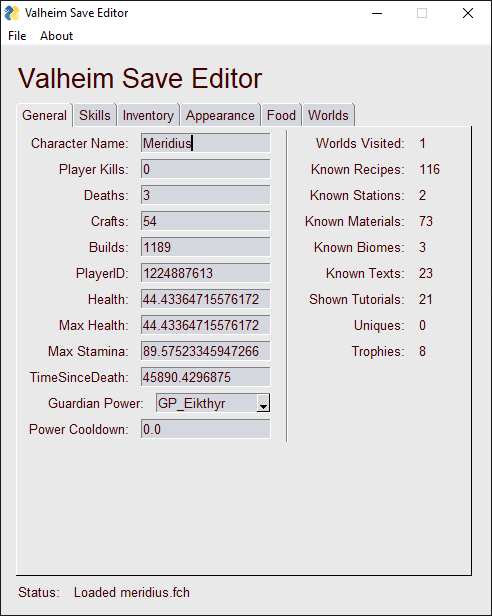 Valheim Save Editor
File About
Valheim Save Editor
General Skills Inventory Appearance Food Worlds
Character Name: Meridius
Player Kills: 0
Deaths: 3
Crafts: 54
Builds: 1189
PlayerID: 1224887613
Health: 44.43364715576172
Max Health: 44.43364715576172
Max Stamina: 89.57523345947266
TimeSinceDeath: 45890.4296875
Guardian Power: GP_Eikthyr
Power Cooldown: 0.0
Worlds Visited: 1
Known Recipes: 116
Known Stations: 2
Known Materials: 73
Known Biomes: 3
Known Texts: 23
Shown Tutorials: 21
Uniques: 0
Trophies: 8
Status: Loaded meridius.fch